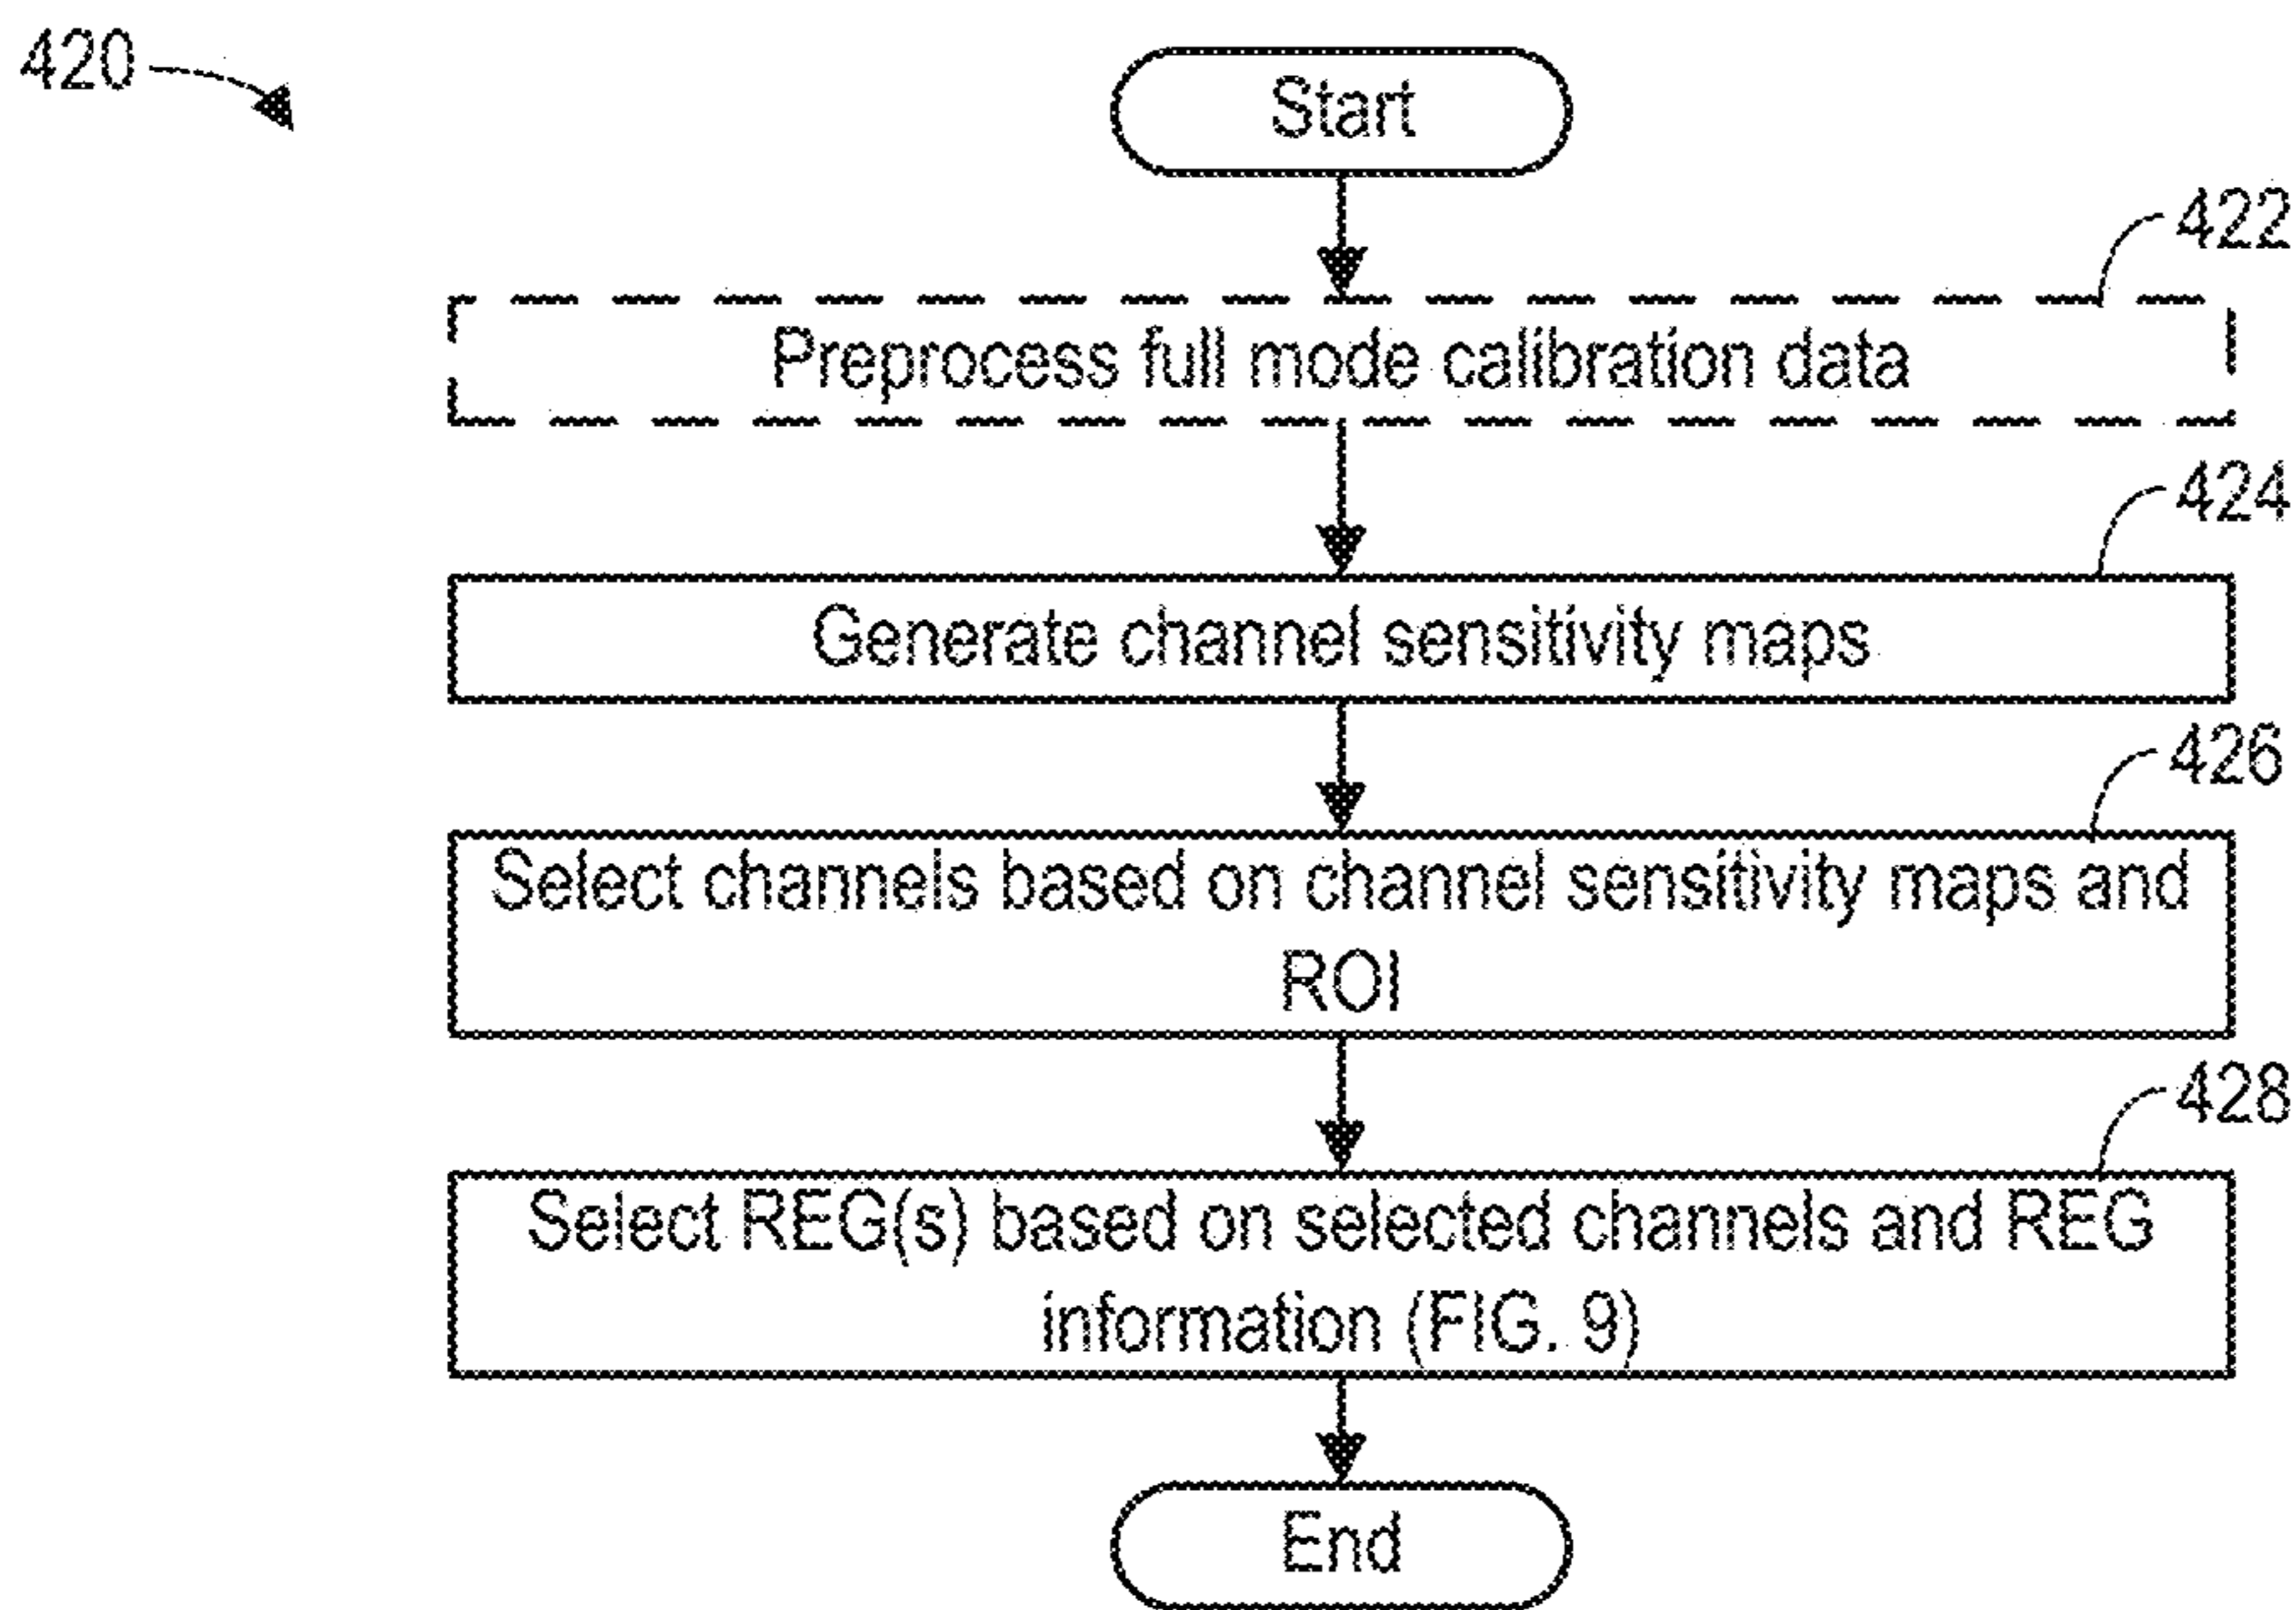 420
Start
422
Preprocess full mode calibration data
424
Generate channel sensitivity maps
426
Select channels based on channel sensitivity maps and
ROI
428
Select REG(s) based on selected channels and REG
information (FIG. 9)
End